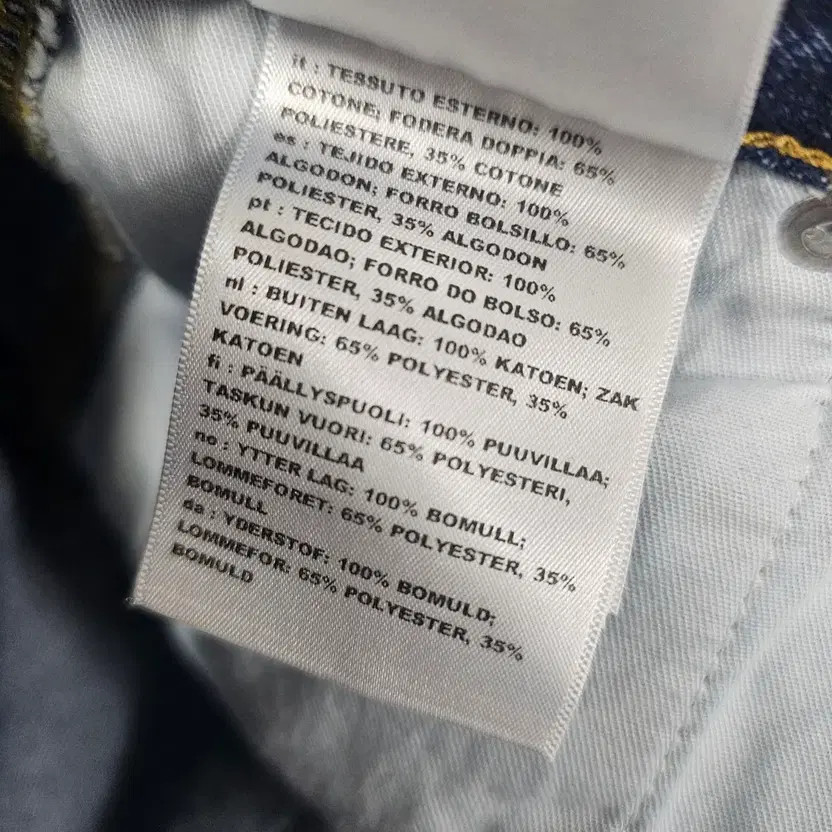 it : TESSUTO ESTERNO: 100%
COTONE; FODERA DOPPIA: 65%
POLIESTERE, 35% COTONE
es : TEJIDO EXTERNO: 100%
ALGODON; FORRO BOLSILLO: 65%
POLIESTER, 35% ALGODON
pt : TECIDO EXTERIOR: 100%
ALGODAO; FORRO DO BOLSO: 65%
POLIESTER, 35% ALGODAO
nl : BUITEN LAAG: 100% KATOEN; ZAK
VOERING: 65% POLYESTER, 35%
KATOEN
fi : PÄÄLLYSPUOLI: 100% PUUVILLAA;
TASKUN VUORI: 65% POLYESTERI,
35% PUUVILLAA
no : YTTER LAG: 100% BOMULL;
LOMMEFORET: 65% POLYESTER, 35%
BOMULL
da : YDERSTOF: 100% BOMULD;
LOMMEFOR: 65% POLYESTER, 35%
BOMULD